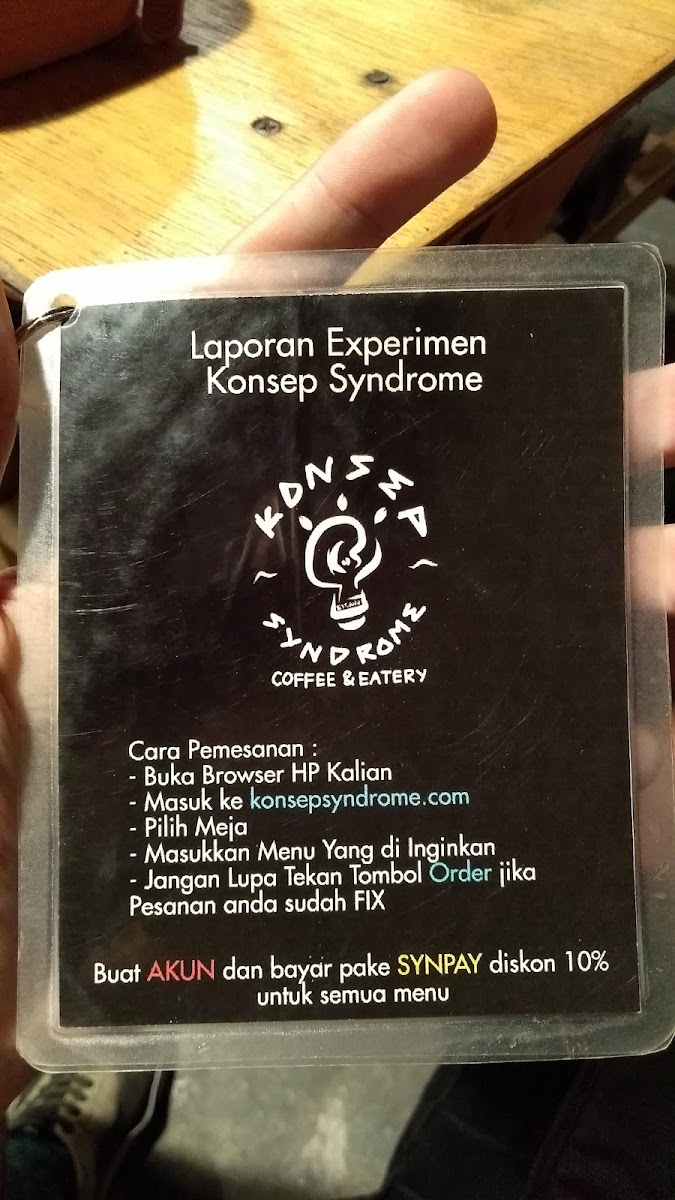 Laporan Experimen
Konsep Syndrome
KONSEP
SYNDROME
COFFEE & EATERY
Cara Pemesanan :
- Buka Browser HP Kalian
- Masuk ke konsepsyndrome.com
- Pilih Meja
- Masukkan Menu Yang di Inginkan
- Jangan Lupa Tekan Tombol Order jika
Pesanan anda sudah FIX
Buat AKUN dan bayar pake SYNPAY diskon 10%
untuk semua menu